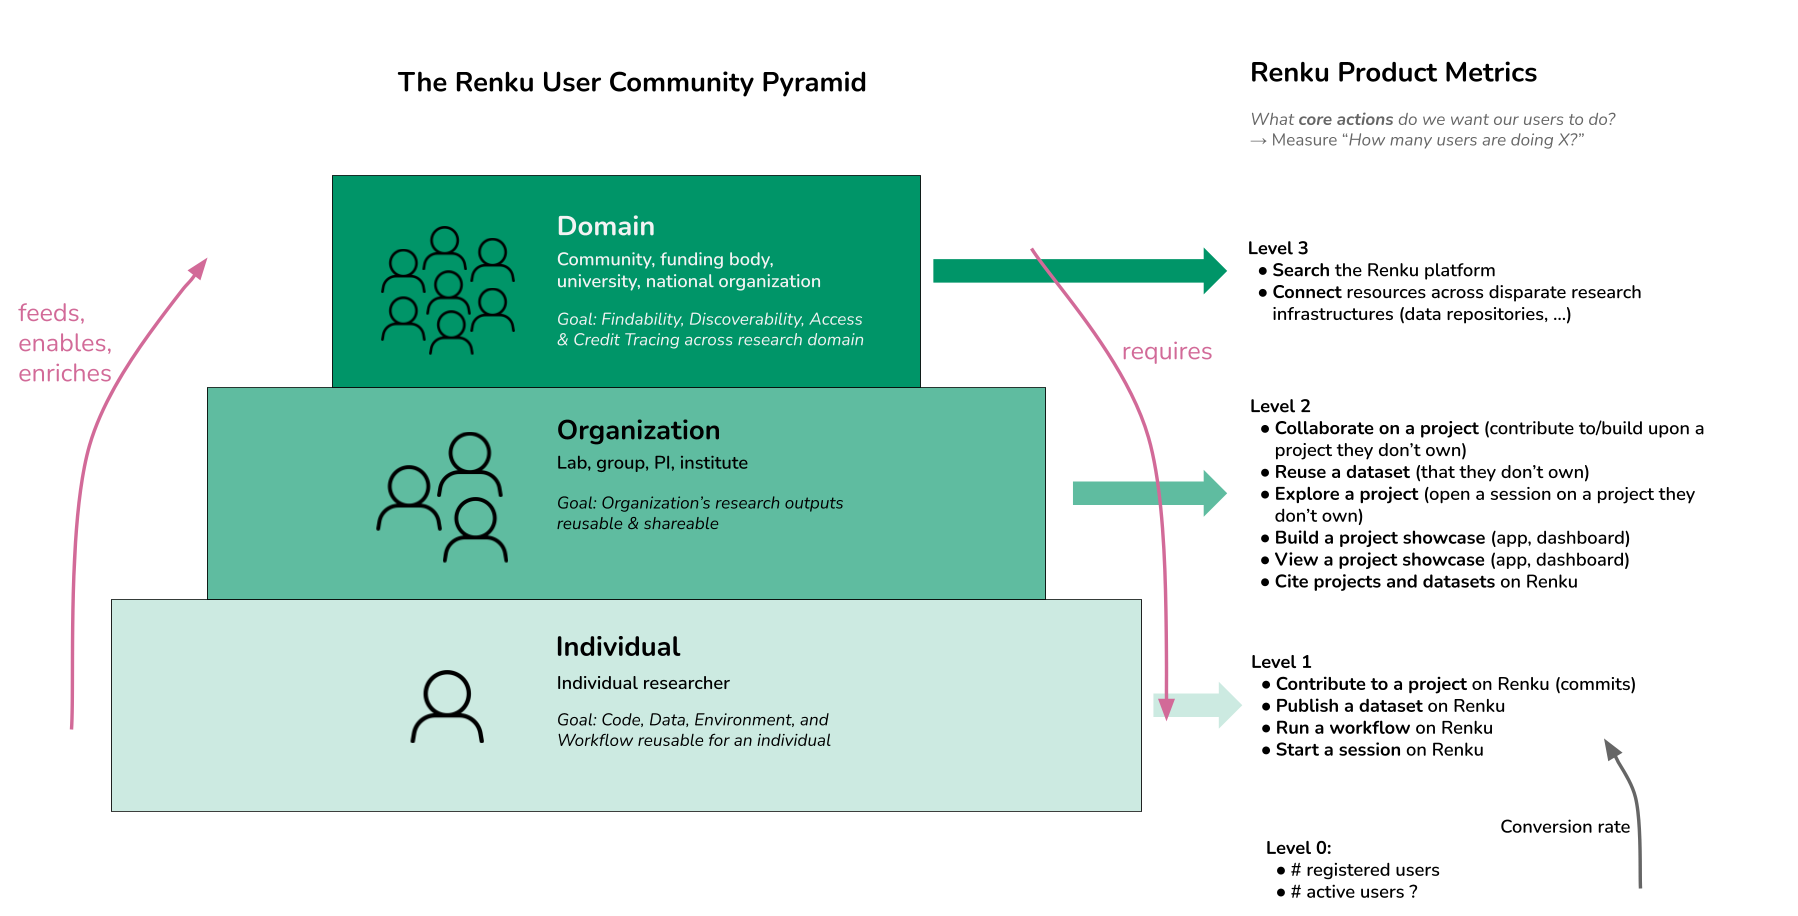 The Renku User Community Pyramid
Renku Product Metrics
What core actions do we want our users to do?
→ Measure “How many users are doing X?”
feeds,
enables,
enriches
Domain
Community, funding body,
university, national organization
Goal: Findability, Discoverability, Access
& Credit Tracing across research domain
requires
Level 3
● Search the Renku platform
● Connect resources across disparate research
infrastructures (data repositories, ...)
Organization
Lab, group, PI, institute
Goal: Organization’s research outputs
reusable & shareable
Level 2
● Collaborate on a project (contribute to/build upon a
project they don’t own)
● Reuse a dataset (that they don’t own)
● Explore a project (open a session on a project they
don’t own)
● Build a project showcase (app, dashboard)
● View a project showcase (app, dashboard)
● Cite projects and datasets on Renku
Individual
Individual researcher
Goal: Code, Data, Environment, and
Workflow reusable for an individual
Level 1
● Contribute to a project on Renku (commits)
● Publish a dataset on Renku
● Run a workflow on Renku
● Start a session on Renku
Conversion rate
Level 0:
● # registered users
● # active users ?